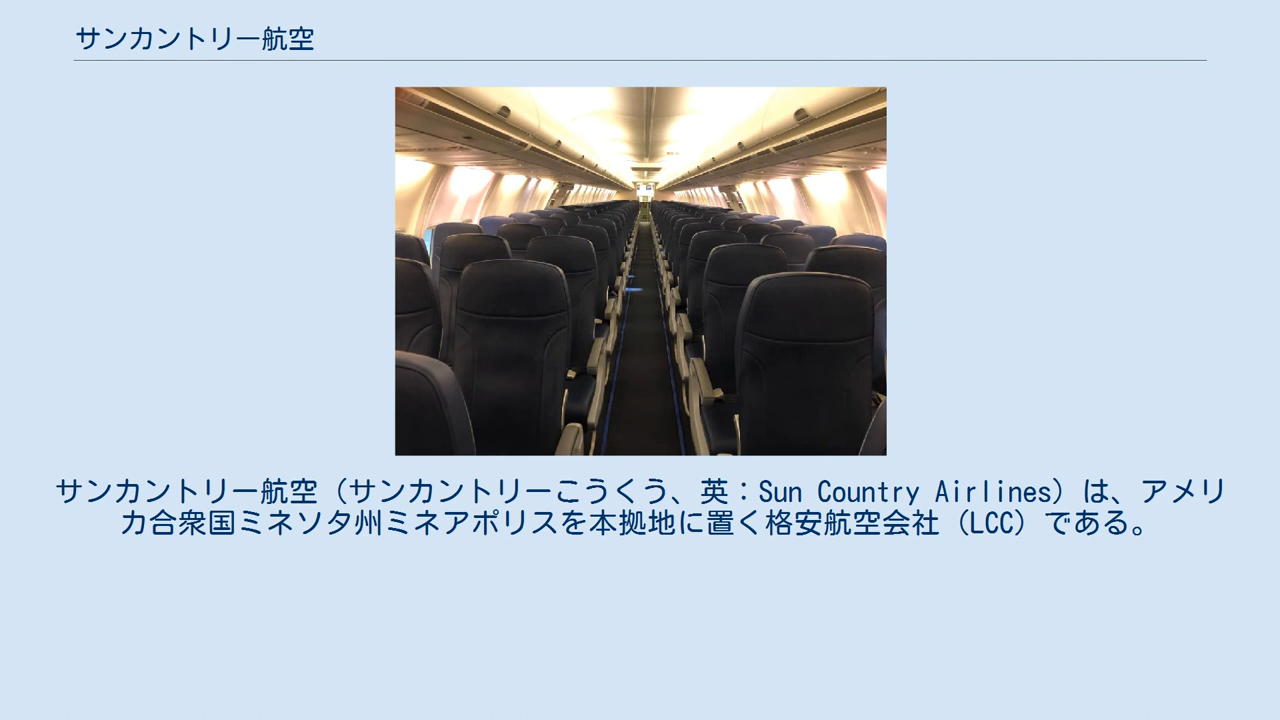 サンカントリー航空
サンカントリー航空（サンカントリーこうくう、英：Sun Country Airlines）は、アメリ
カ合衆国ミネソタ州ミネアポリスを本拠地に置く格安航空会社（LCC）である。